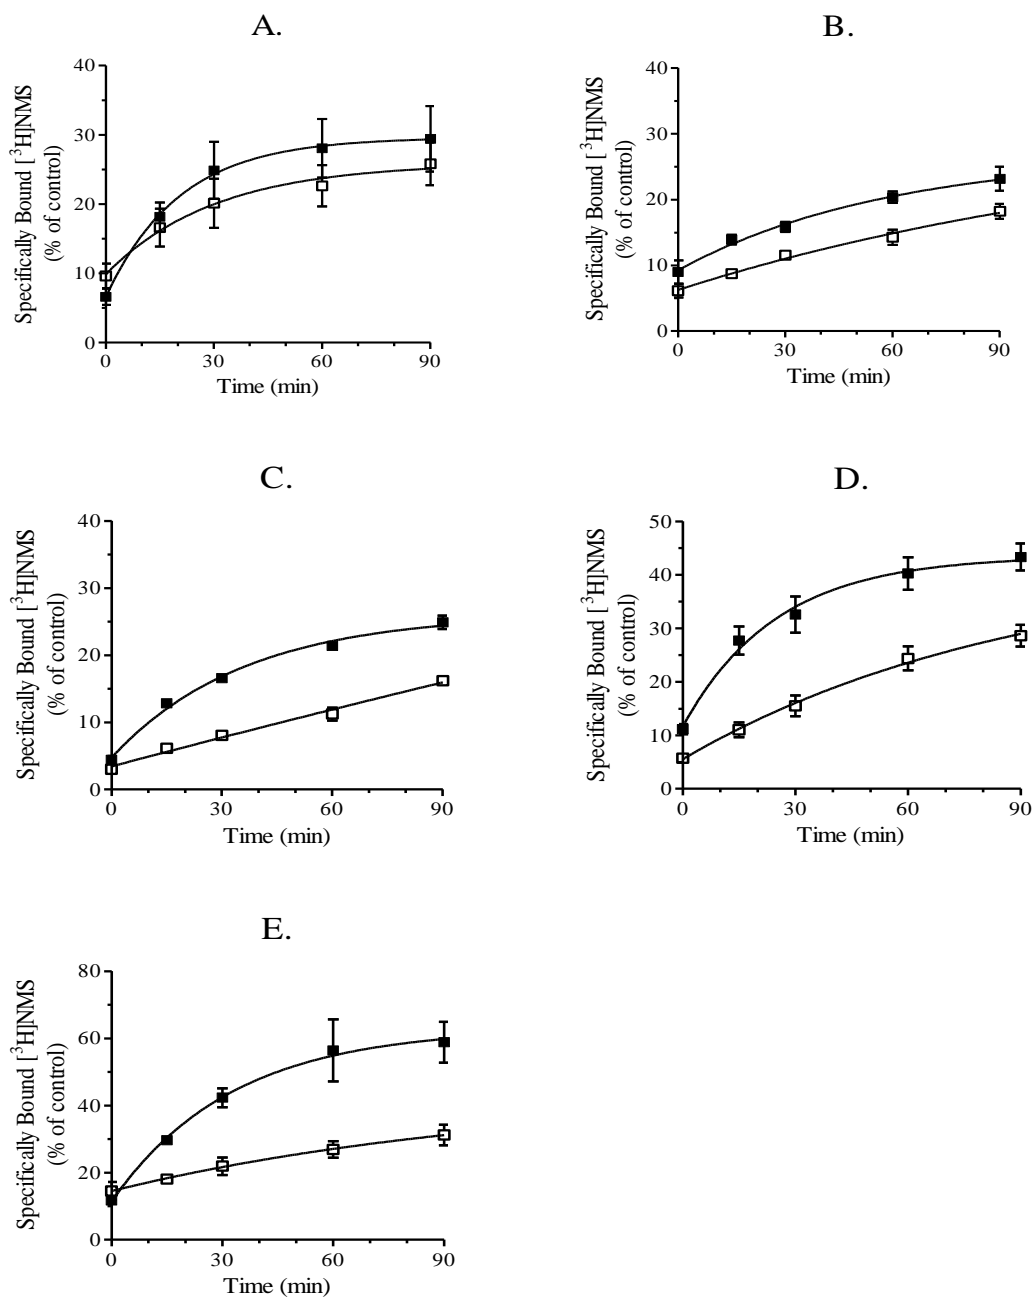 A.
Specifically Bound [³H]NMS
(% of control)
40
30
20
10
0
0 30 60 90
Time (min)
B.
Specifically Bound [³H]NMS
(% of control)
40
30
20
10
0
0 30 60 90
Time (min)
C.
Specifically Bound [³H]NMS
(% of control)
40
30
20
10
0
0 30 60 90
Time (min)
D.
Specifically Bound [³H]NMS
(% of control)
50
40
30
20
10
0
0 30 60 90
Time (min)
E.
Specifically Bound [³H]NMS
(% of control)
80
60
40
20
0
0 30 60 90
Time (min)